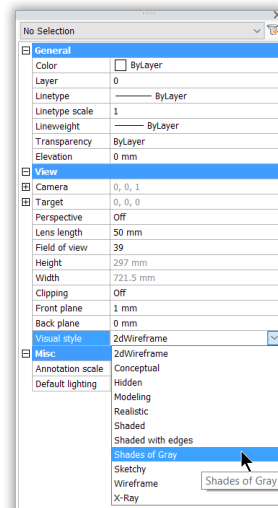 No Selection
General
Color ByLayer
Layer 0
Linetype ByLayer
Linetype scale 1
Lineweight ByLayer
Transparency ByLayer
Elevation 0 mm
View
Camera 0, 0, 1
Target 0, 0, 0
Perspective Off
Lens length 50 mm
Field of view 39
Height 297 mm
Width 721.5 mm
Clipping Off
Front plane 1 mm
Back plane 0 mm
Visual style 2dWireframe
Misc 2dWireframe
Annotation scale Conceptual
Default lighting Hidden
Modeling
Realistic
Shaded
Shaded with edges
Shades of Gray
Sketchy
Wireframe
X-Ray
Shades of Gray